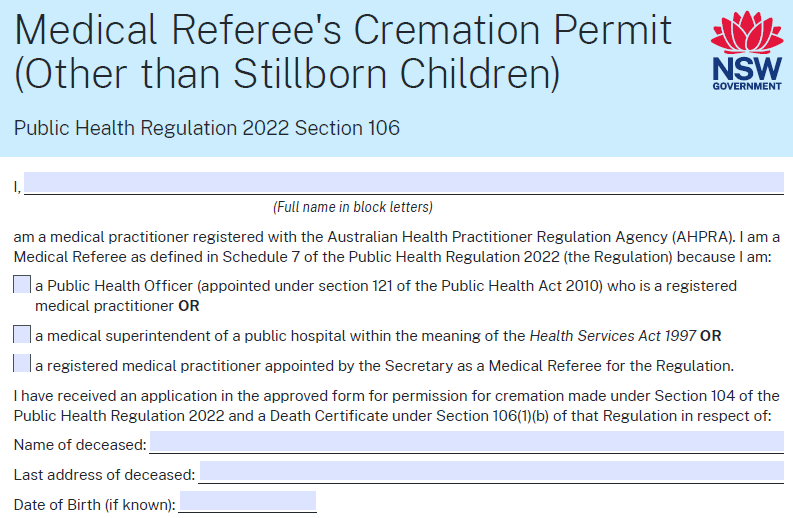 Medical Referee's Cremation Permit
(Other than Stillborn Children)
NSW
GOVERNMENT
Public Health Regulation 2022 Section 106
I,
(Full name in block letters)
am a medical practitioner registered with the Australian Health Practitioner Regulation Agency (AHPRA). I am a
Medical Referee as defined in Schedule 7 of the Public Health Regulation 2022 (the Regulation) because I am:
a Public Health Officer (appointed under section 121 of the Public Health Act 2010) who is a registered
medical practitioner OR
a medical superintendent of a public hospital within the meaning of the Health Services Act 1997 OR
a registered medical practitioner appointed by the Secretary as a Medical Referee for the Regulation.
I have received an application in the approved form for permission for cremation made under Section 104 of the
Public Health Regulation 2022 and a Death Certificate under Section 106(1)(b) of that Regulation in respect of:
Name of deceased:
Last address of deceased:
Date of Birth (if known):